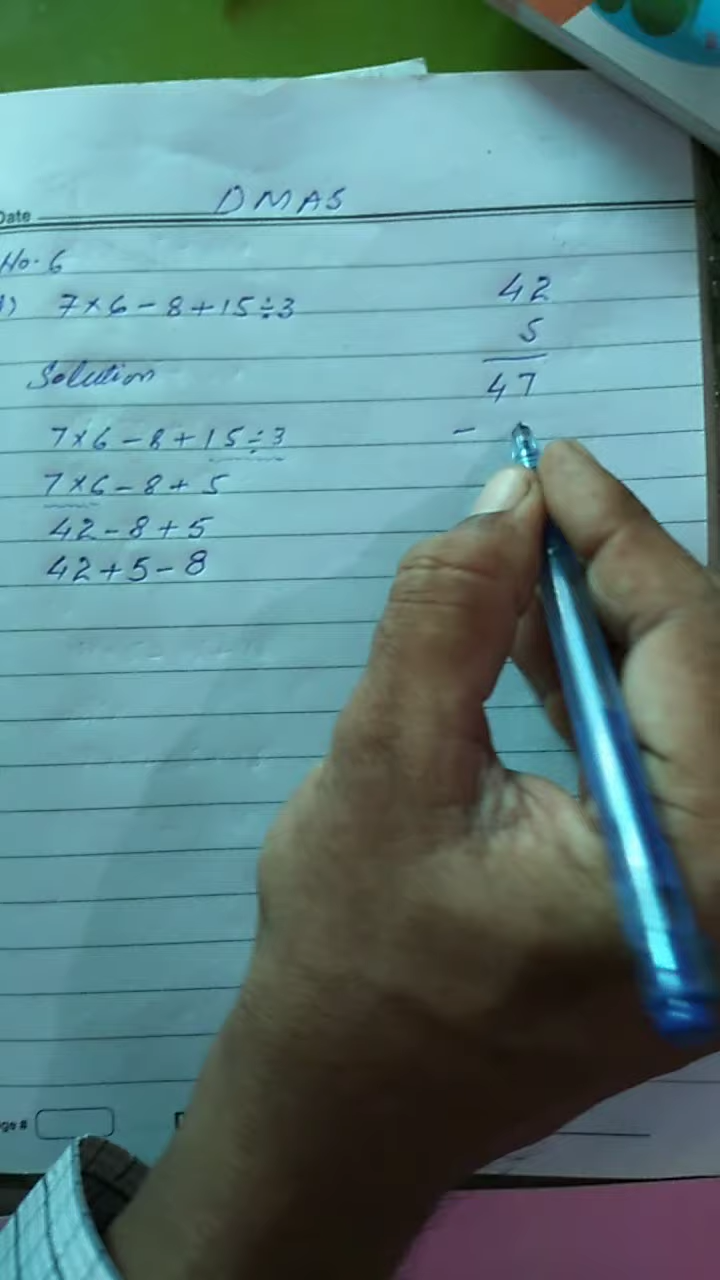 DMAS
Date
No. 6
1) 7×6-8+15÷3
Solution
7×6-8+15÷3
7×6-8+5
42-8+5
42+5-8
42
5
47
-